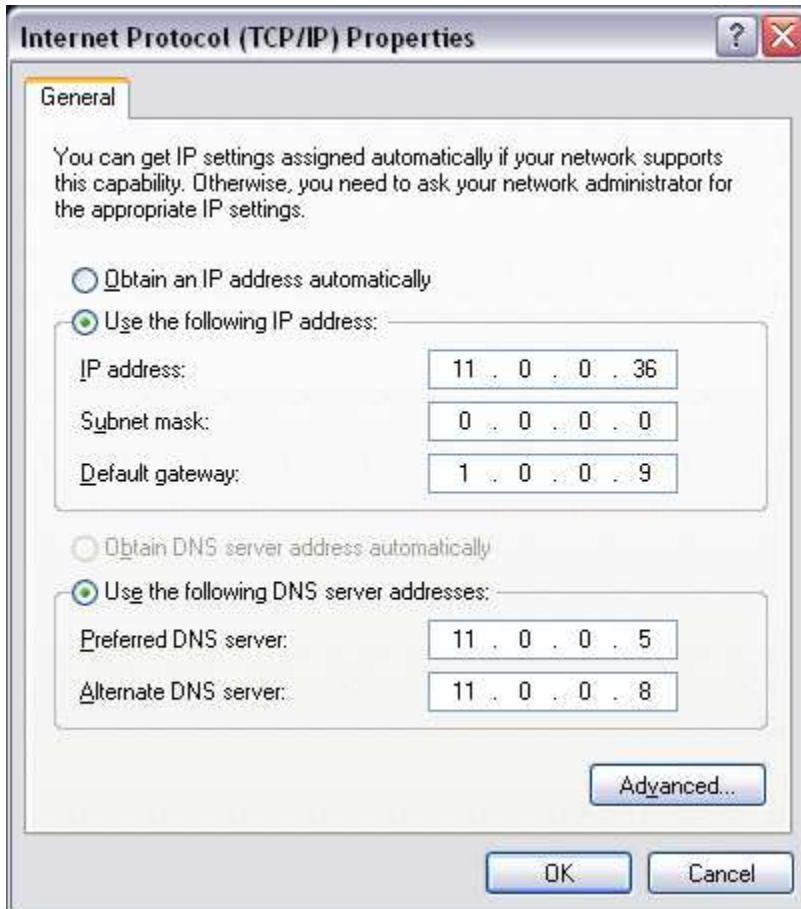 Internet Protocol (TCP/IP) Properties
General
You can get IP settings assigned automatically if your network supports
this capability. Otherwise, you need to ask your network administrator for
the appropriate IP settings.
Obtain an IP address automatically
Use the following IP address:
IP address: 11 . 0 . 0 . 36
Subnet mask: 0 . 0 . 0 . 0
Default gateway: 1 . 0 . 0 . 9
Obtain DNS server address automatically
Use the following DNS server addresses:
Preferred DNS server: 11 . 0 . 0 . 5
Alternate DNS server: 11 . 0 . 0 . 8
Advanced...
OK Cancel